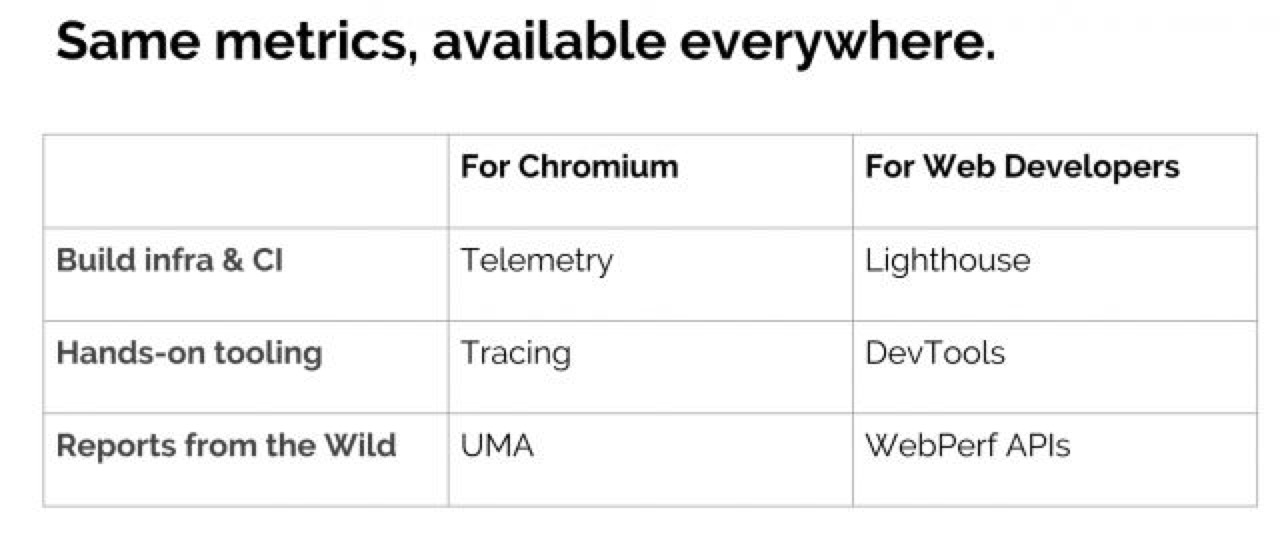 Same metrics, available everywhere.
For Chromium For Web Developers
Build infra & CI Telemetry Lighthouse
Hands-on tooling Tracing DevTools
Reports from the Wild UMA WebPerf APIs